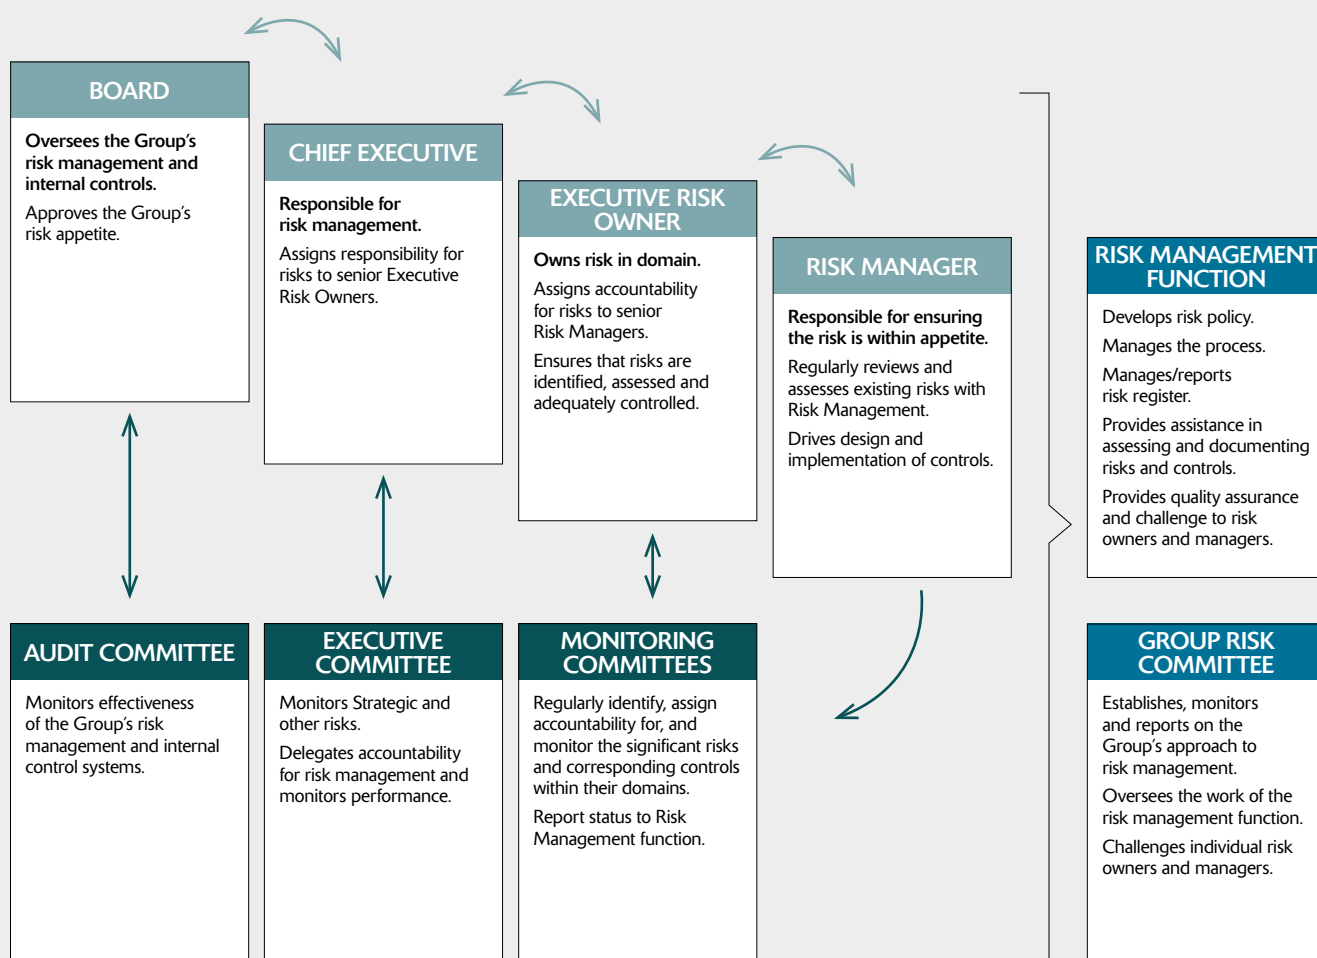 BOARD
Oversees the Group's
risk management and
internal controls.
Approves the Group's
risk appetite.
CHIEF EXECUTIVE
Responsible for
risk management.
Assigns responsibility for
risks to senior Executive
Risk Owners.
EXECUTIVE RISK
OWNER
Owns risk in domain.
Assigns accountability
for risks to senior
Risk Managers.
Ensures that risks are
identified, assessed and
adequately controlled.
RISK MANAGER
Responsible for ensuring
the risk is within appetite.
Regularly reviews and
assesses existing risks with
Risk Management.
Drives design and
implementation of controls.
RISK MANAGEMENT
FUNCTION
Develops risk policy.
Manages the process.
Manages/reports
risk register.
Provides assistance in
assessing and documenting
risks and controls.
Provides quality assurance
and challenge to risk
owners and managers.
AUDIT COMMITTEE
Monitors effectiveness
of the Group's risk
management and internal
control systems.
EXECUTIVE
COMMITTEE
Monitors Strategic and
other risks.
Delegates accountability
for risk management and
monitors performance.
MONITORING
COMMITTEES
Regularly identify, assign
accountability for, and
monitor the significant risks
and corresponding controls
within their domains.
Report status to Risk
Management function.
GROUP RISK
COMMITTEE
Establishes, monitors
and reports on the
Group's approach to
risk management.
Oversees the work of the
risk management function.
Challenges individual risk
owners and managers.